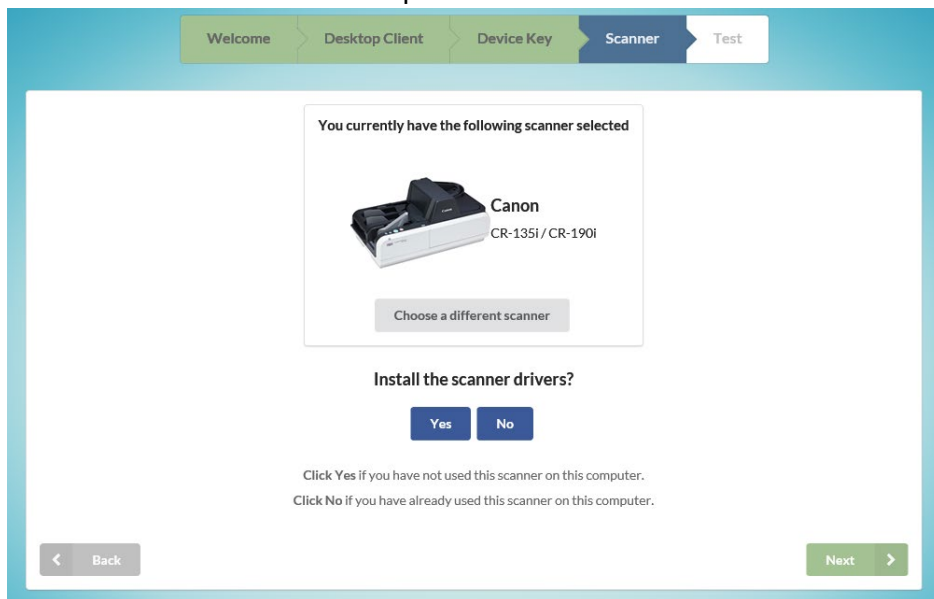 Welcome
Desktop Client
Device Key
Scanner
Test
You currently have the following scanner selected
Canon
CR-135i / CR-190i
Choose a different scanner
Install the scanner drivers?
Yes
No
Click Yes if you have not used this scanner on this computer.
Click No if you have already used this scanner on this computer.
Back
Next